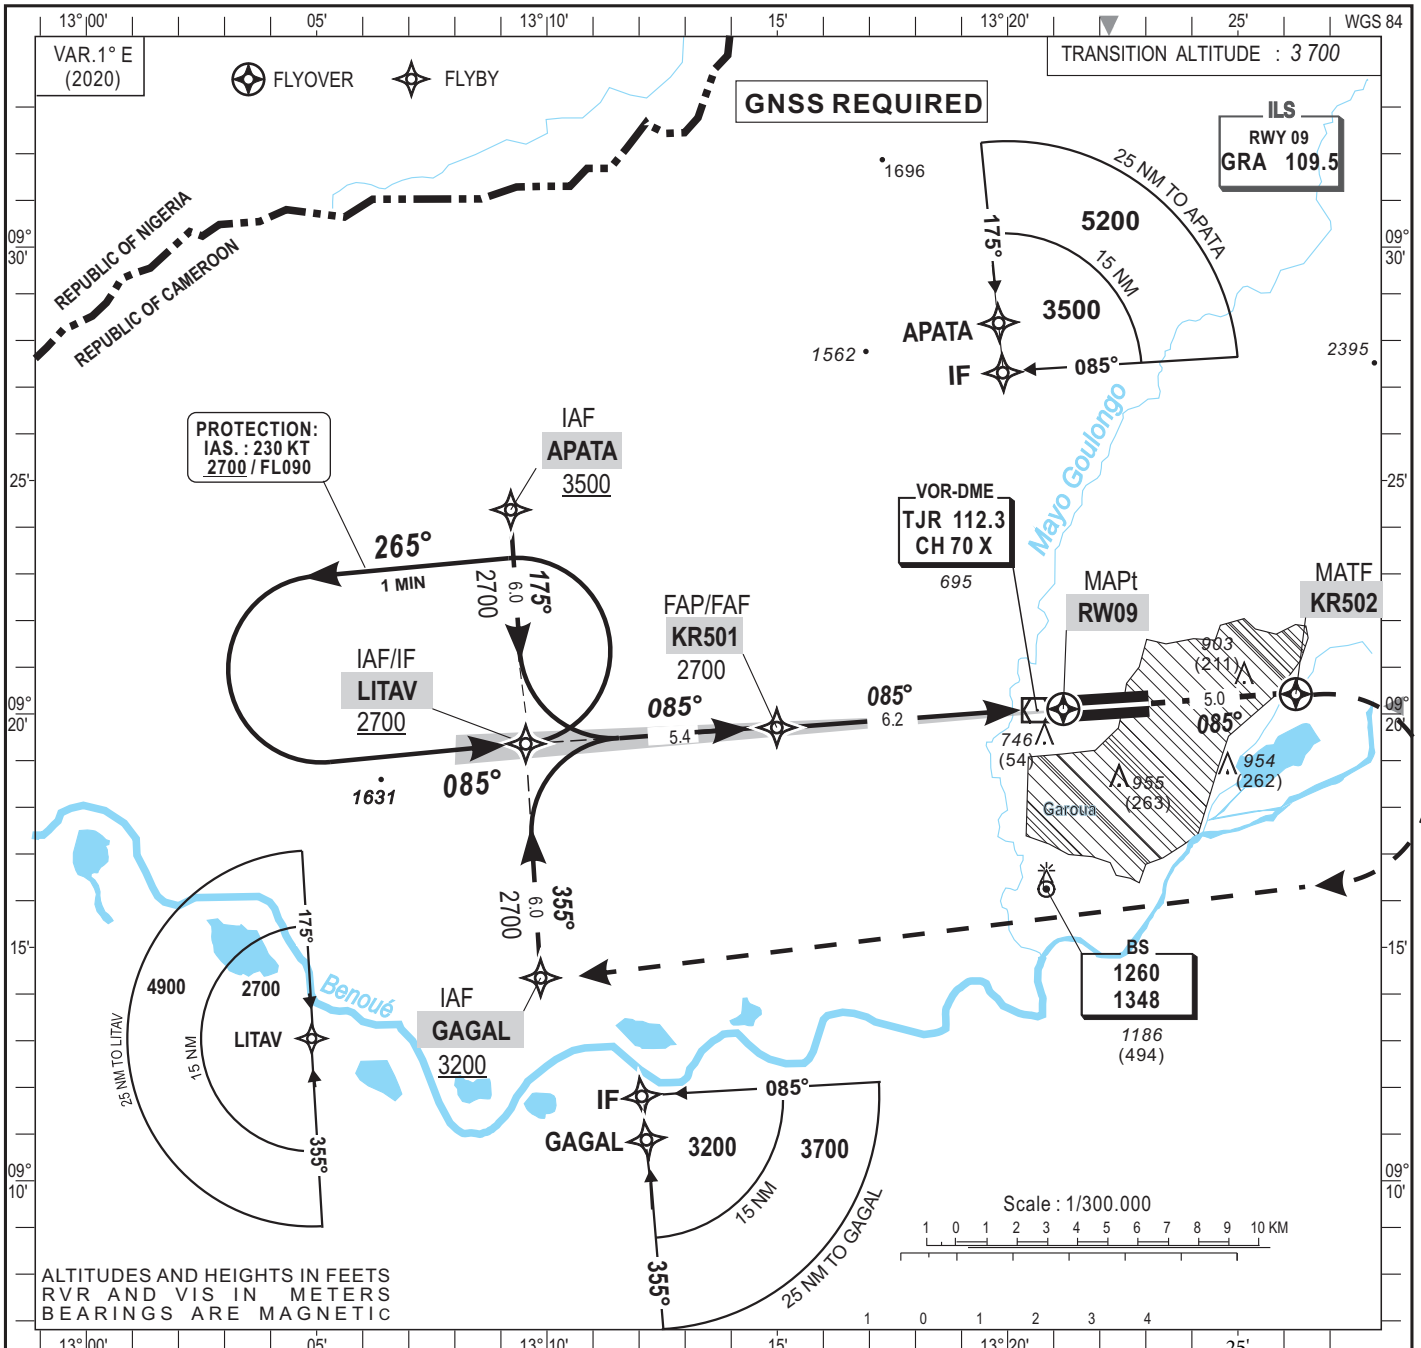 13° 00' 05' 13° 10' 15' 13° 20' 25' WGS 84
VAR.1° E
(2020)
FLYOVER
FLYBY
GNSS REQUIRED
TRANSITION ALTITUDE : 3 700
ILS
RWY 09
GRA 109.5
1696
25 NM TO APATA
5200
175°
15 NM
3500
APATA
IF
085°
1562
2395
REPUBLIC OF NIGERIA
REPUBLIC OF CAMEROON
09°
30'
09°
30'
PROTECTION:
IAS. : 230 KT
2700 / FL090
IAF
APATA
3500
25'
25'
265°
1 MIN
175°
6.0
2700
VOR-DME
TJR 112.3
CH 70 X
695
Mayo Goulongo
FAP/FAF
KR501
2700
MAPt
RW09
MATF
KR502
IAF/IF
LITAV
2700
903
(211)
09°
20'
09°
20'
085°
5.4
085°
6.2
5.0
085°
085°
1631
746
(54)
955
(263)
954
(262)
Garoua
355°
6.0
2700
15'
15'
IAF
GAGAL
3200
Benoué
BS
1260
1348
1186
(494)
175°
4900
2700
LITAV
15 NM
25 NM TO LITAV
355°
IF
085°
GAGAL
3200
3700
15 NM
25 NM TO GAGAL
355°
09°
10'
09°
10'
Scale : 1/300.000
1 0 1 2 3 4 5 6 7 8 9 10 KM
1 0 1 2 3 4
ALTITUDES AND HEIGHTS IN FEETS
RVR AND VIS IN METERS
BEARINGS ARE MAGNETIC
13° 00' 05' 13° 10' 15' 13° 20' 25'